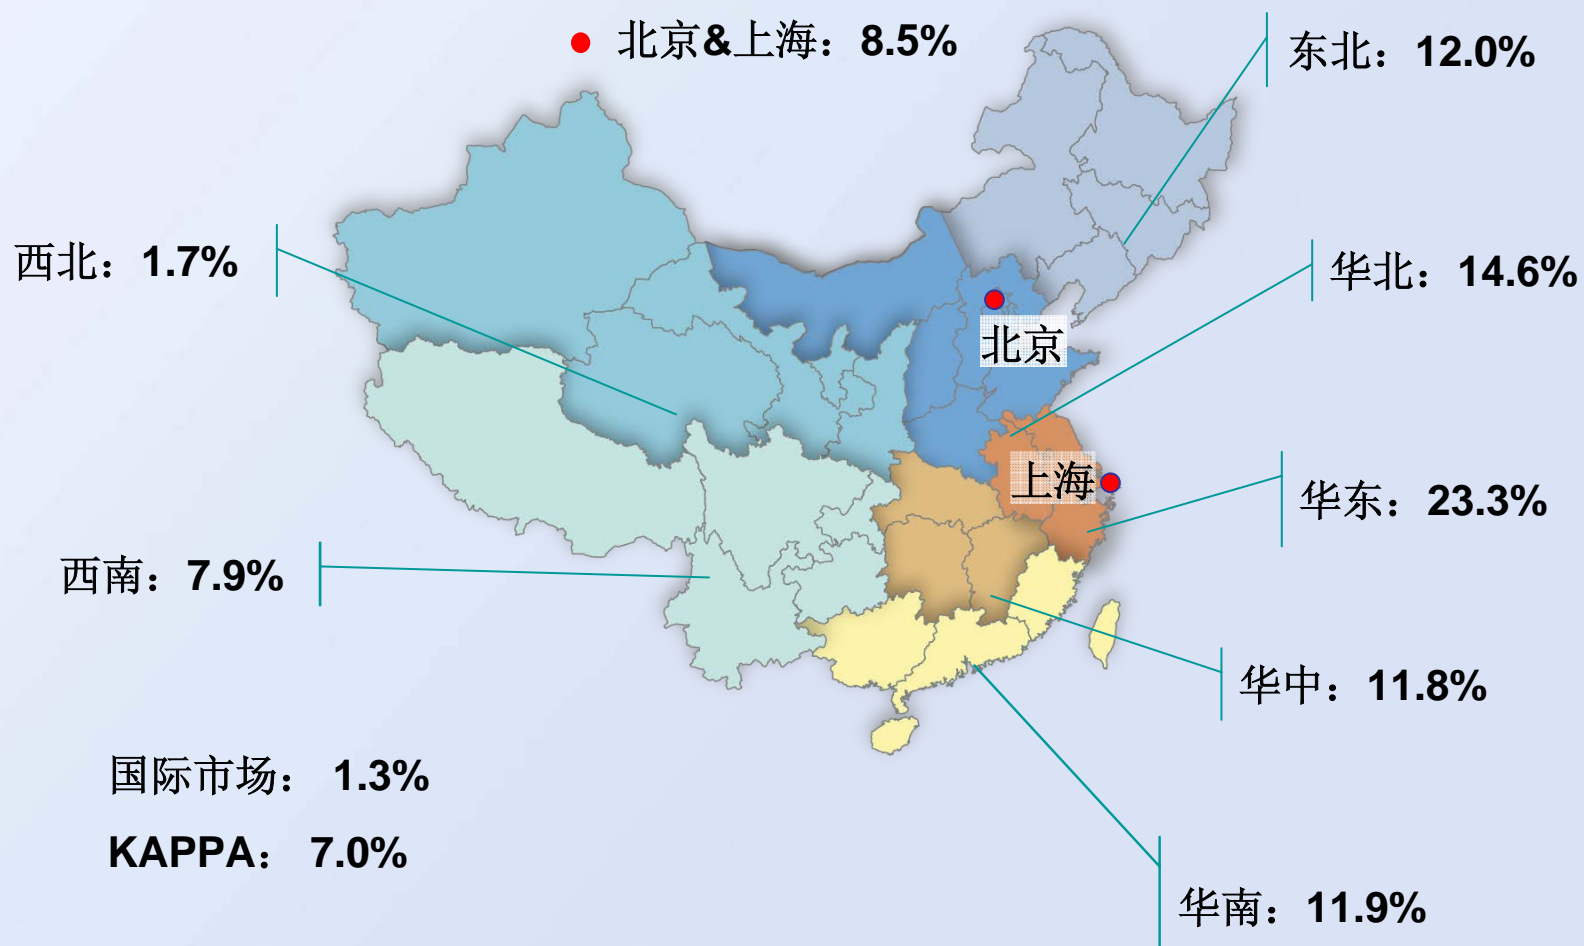 北京&上海：8.5%
东北：12.0%
西北：1.7%
华北：14.6%
北京
上海
华东：23.3%
西南：7.9%
华中：11.8%
国际市场： 1.3%
KAPPA： 7.0%
华南：11.9%